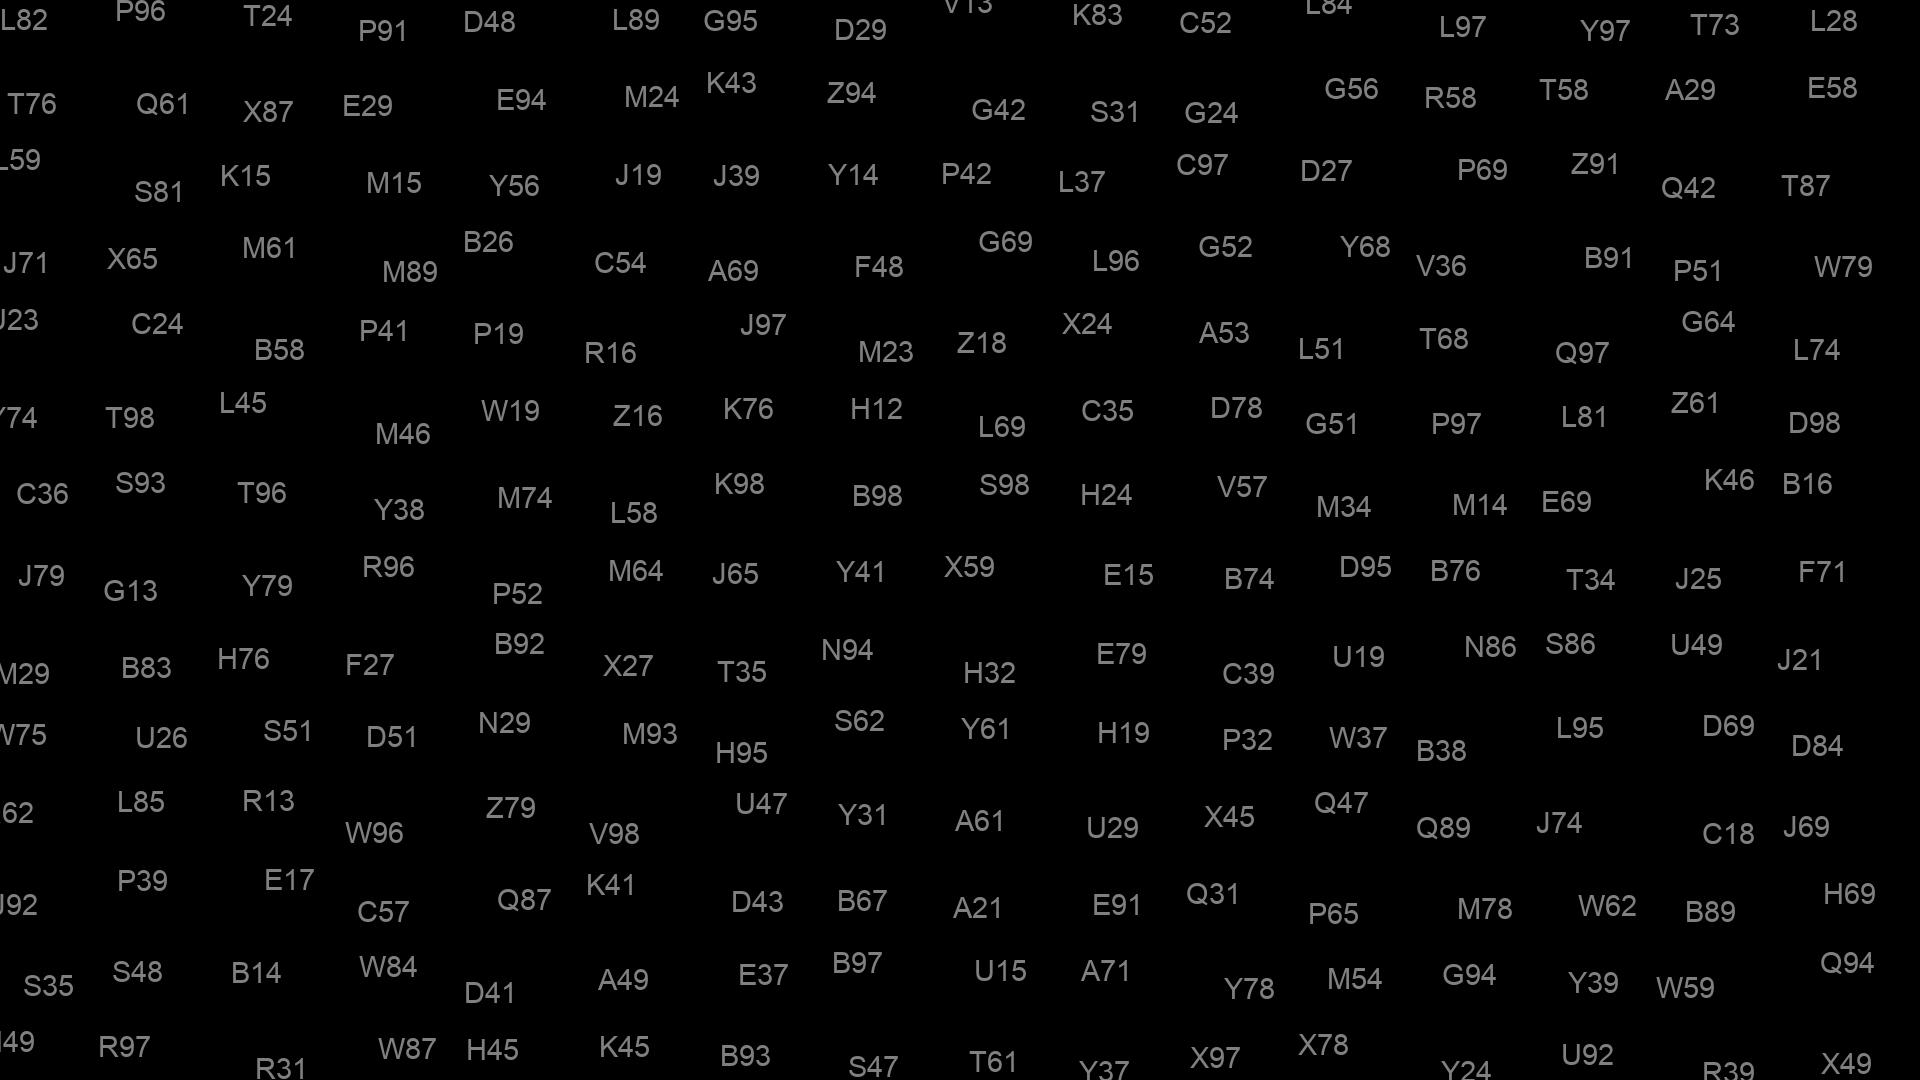 L82 P96 T24 P91 D48 L89 G95 D29 V13 K83 C52 L84 L97 Y97 T73 L28
T76 Q61 X87 E29 E94 M24 K43 Z94 G42 S31 G24 G56 R58 T58 A29 E58
L59 S81 K15 M15 Y56 J19 J39 Y14 P42 L37 C97 D27 P69 Z91 Q42 T87
J71 X65 M61 M89 B26 C54 A69 F48 G69 L96 G52 Y68 V36 B91 P51 W79
J23 C24 B58 P41 P19 R16 J97 M23 Z18 X24 A53 L51 T68 Q97 G64 L74
Y74 T98 L45 M46 W19 Z16 K76 H12 L69 C35 D78 G51 P97 L81 Z61 D98
C36 S93 T96 Y38 M74 L58 K98 B98 S98 H24 V57 M34 M14 E69 K46 B16
J79 G13 Y79 R96 P52 M64 J65 Y41 X59 E15 B74 D95 B76 T34 J25 F71
M29 B83 H76 F27 B92 X27 T35 N94 H32 E79 C39 U19 N86 S86 U49 J21
W75 U26 S51 D51 N29 M93 H95 S62 Y61 H19 P32 W37 B38 L95 D69 D84
62 L85 R13 W96 Z79 V98 U47 Y31 A61 U29 X45 Q47 Q89 J74 C18 J69
92 P39 E17 C57 Q87 K41 D43 B67 A21 E91 Q31 P65 M78 W62 B89 H69
S35 S48 B14 W84 D41 A49 E37 B97 U15 A71 Y78 M54 G94 Y39 W59 Q94
49 R97 R31 W87 H45 K45 B93 S47 T61 Y37 X97 X78 Y24 U92 R39 X49